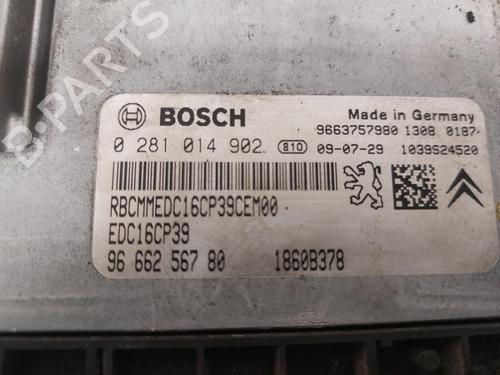 BOSCH
Made in Germany
9663757980 1308 0187
0 281 014 902 810 09-07-29 1039S24520
RBCMMEDC16CP39CEM00
EDC16CP39
96 662 567 80 1860B378